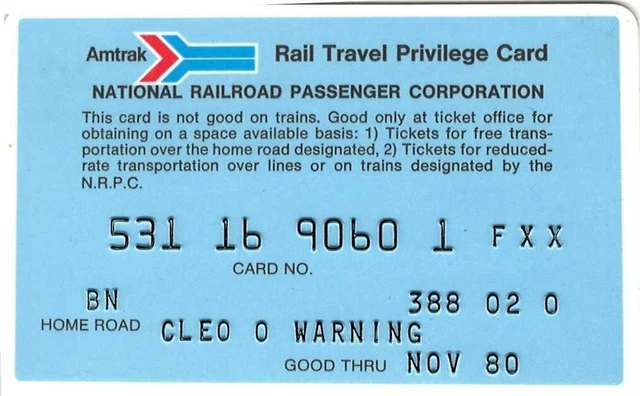 Amtrak Rail Travel Privilege Card
NATIONAL RAILROAD PASSENGER CORPORATION
This card is not good on trains. Good only at ticket office for
obtaining on a space available basis: 1) Tickets for free trans-
portation over the home road designated, 2) Tickets for reduced-
rate transportation over lines or on trains designated by the
N.R.P.C.
531 16 9060 1 FXX
CARD NO.
BN 388 02 0
HOME ROAD CLEO O WARNING
GOOD THRU NOV 80